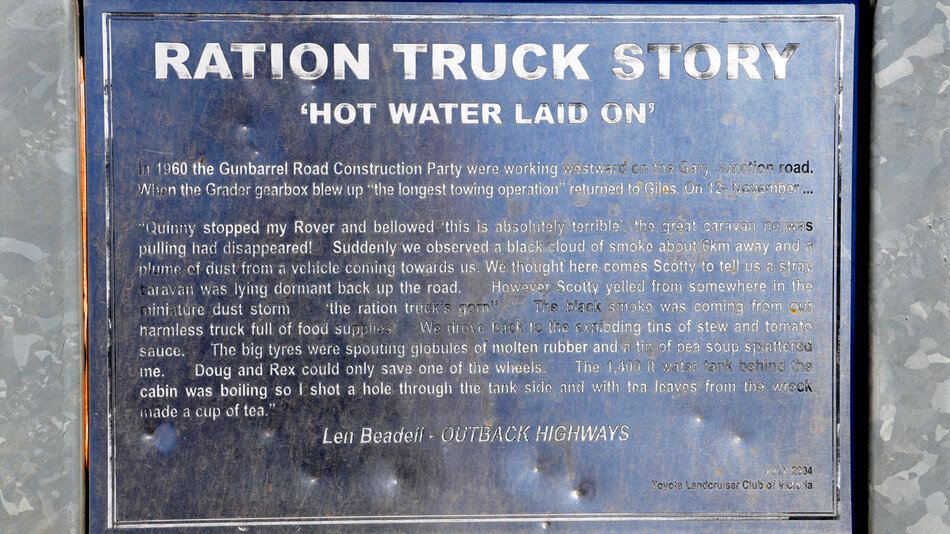 RATION TRUCK STORY
‘HOT WATER LAID ON’
In 1960 the Gunbarrel Road Construction Party were working westward on the Gary Junction road.
When the Grader gearbox blew up “the longest towing operation” returned to Giles. On 12th November ...
“Quinny stopped my Rover and bellowed ‘this is absolutely terrible’, the great caravan he was
pulling had disappeared! Suddenly we observed a black cloud of smoke about 6km away and a
plume of dust from a vehicle coming towards us. We thought here comes Scotty to tell us a stray
caravan was lying dormant back up the road. However Scotty yelled from somewhere in the
miniature dust storm ‘the ration truck's gorn!’ The black smoke was coming from our
harmless truck full of food supplies! We drove back to the exploding tins of stew and tomato
sauce. The big tyres were spouting globules of molten rubber and a tin of pea soup splattered
me. Doug and Rex could only save one of the wheels. The 1,400 lt water tank behind the
cabin was boiling so I shot a hole through the tank side and with tea leaves from the wreck
made a cup of tea.”
Len Beadell - OUTBACK HIGHWAYS
JULY 2004
Toyota Landcruiser Club of Victoria